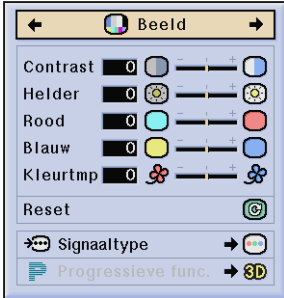 Beeld
Contrast 0
Helder 0
Rood 0
Blauw 0
Kleurtmp 0
Reset
Signaaltype
P Progressieve func. 3D